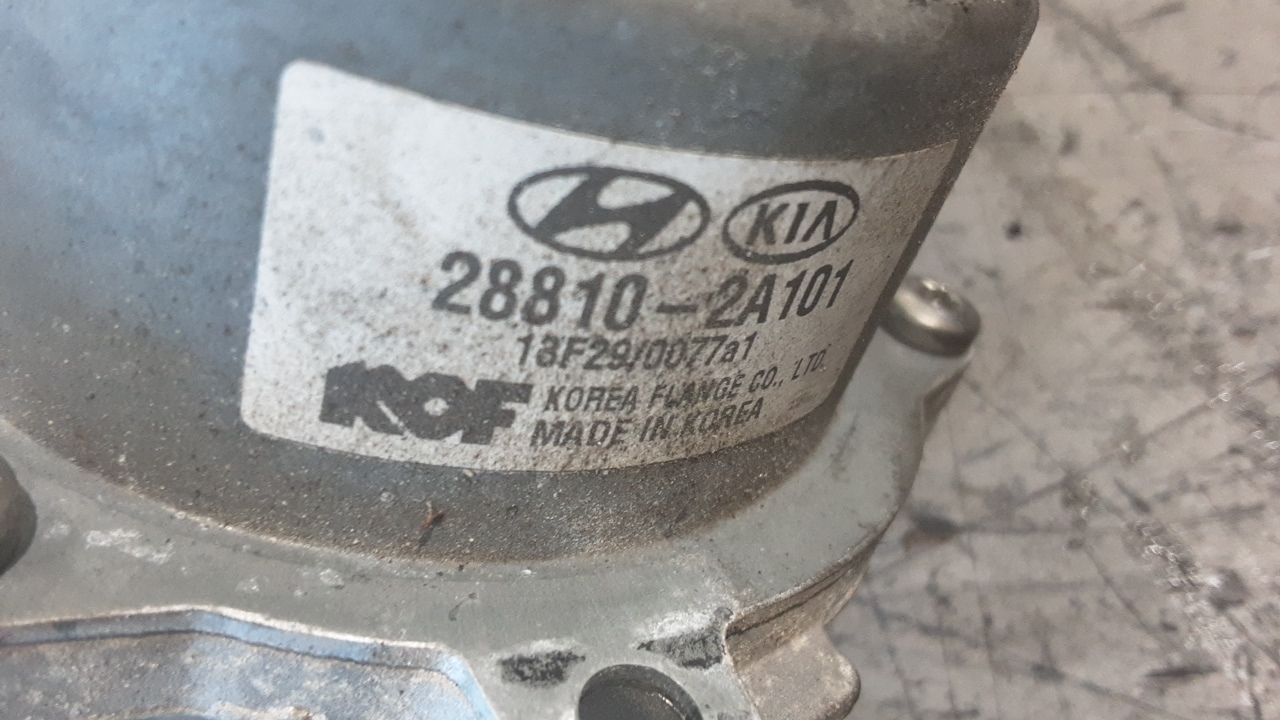 KIA
28810-2A101
13F29/0077a1
KOF KOREA FLANGE CO., LTD.
MADE IN KOREA